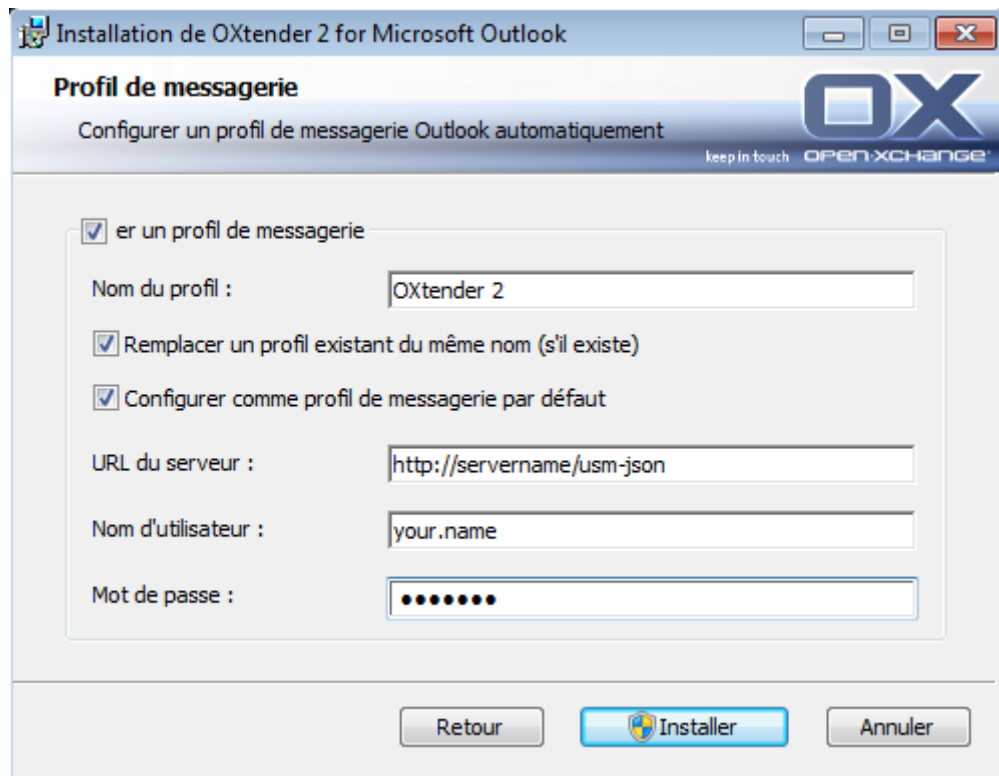 Installation de OXtender 2 for Microsoft Outlook
Profil de messagerie
Configurer un profil de messagerie Outlook automatiquement
OX
keep in touch OPEN-XCHANGE
er un profil de messagerie
Nom du profil : OXtender 2
Remplacer un profil existant du même nom (s'il existe)
Configurer comme profil de messagerie par défaut
URL du serveur : http://servername/usm-json
Nom d'utilisateur : your.name
Mot de passe : •••••••
Retour Installer Annuler